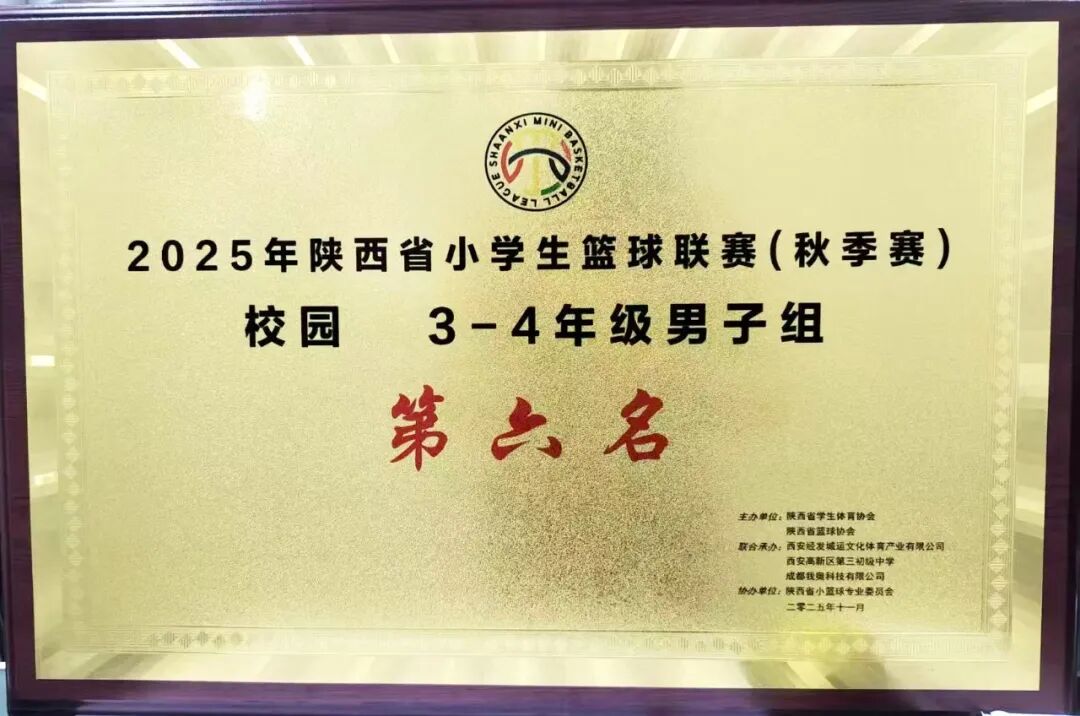 SHAANXI MINI BASKETBALL LEAGUE
2025年陕西省小学生篮球联赛(秋季赛)
校园 3-4年级男子组
第六名
主办单位：陕西省学生体育协会
陕西省篮球协会
联合承办：西安经发城运文化体育产业有限公司
西安高新区第三初级中学
成都我奥科技有限公司
协办单位：陕西省小篮球专业委员会
二零二五年十一月